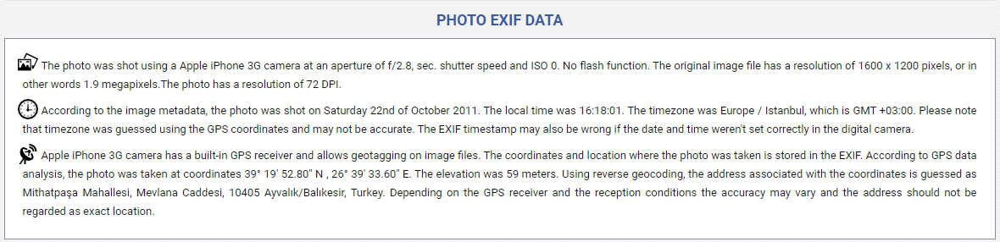 PHOTO EXIF DATA
The photo was shot using a Apple iPhone 3G camera at an aperture of f/2.8, sec. shutter speed and ISO 0. No flash function. The original image file has a resolution of 1600 x 1200 pixels, or in
other words 1.9 megapixels.The photo has a resolution of 72 DPI.
According to the image metadata, the photo was shot on Saturday 22nd of October 2011. The local time was 16:18:01. The timezone was Europe / Istanbul, which is GMT +03:00. Please note
that timezone was guessed using the GPS coordinates and may not be accurate. The EXIF timestamp may also be wrong if the date and time weren't set correctly in the digital camera.
Apple iPhone 3G camera has a built-in GPS receiver and allows geotagging on image files. The coordinates and location where the photo was taken is stored in the EXIF. According to GPS data
analysis, the photo was taken at coordinates 39° 19' 52.80" N , 26° 39' 33.60" E. The elevation was 59 meters. Using reverse geocoding, the address associated with the coordinates is guessed as
Mithatpaşa Mahallesi, Mevlana Caddesi, 10405 Ayvalık/Balıkesir, Turkey. Depending on the GPS receiver and the reception conditions the accuracy may vary and the address should not be
regarded as exact location.